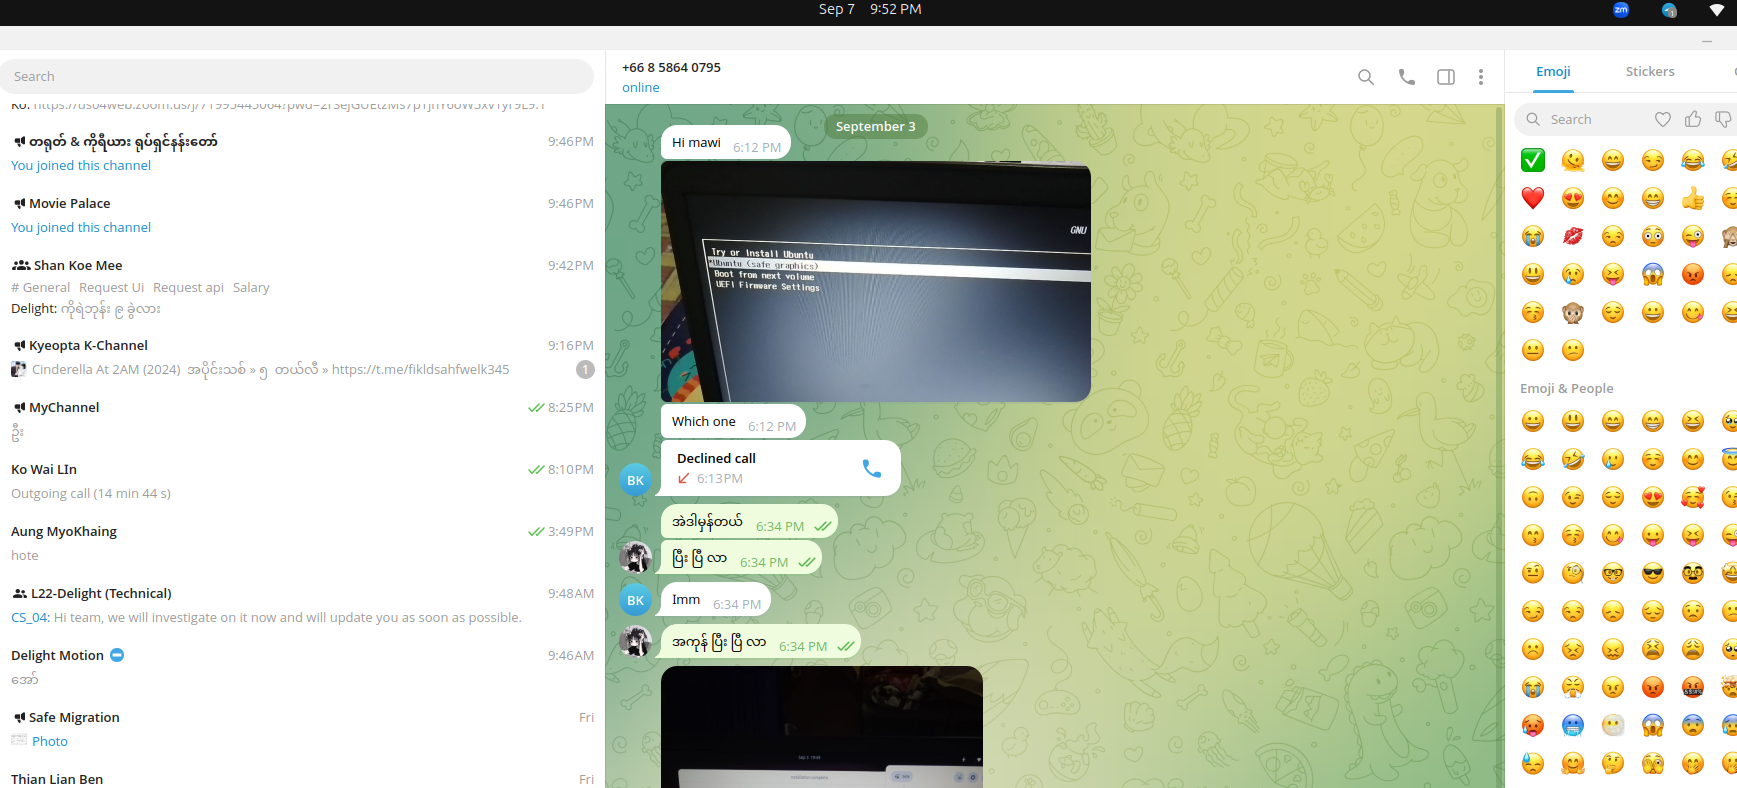 Sep 7 9:52 PM
zm
Search
Ko: https://us04web.zoom.us/j/71995445064?pwd=
တရုတ် & ကိုရီယား ရုပ်ရှင်နန်းတော် 9:46PM
You joined this channel
Movie Palace 9:46PM
You joined this channel
Shan Koe Mee 9:42PM
# General Request Ui Request api Salary
Delight: ကိုရဲဘုန်း ၉ ခွဲလား
Kyeopta K-Channel 9:16PM
Cinderella At 2AM (2024) အပိုင်းသစ် » ၅ တယ်လီ » https://t.me/fikldsahfwelk345 1
MyChannel 8:25PM
ဦး
Ko Wai LIn 8:10PM
Outgoing call (14 min 44 s)
Aung MyoKhaing 3:49PM
hote
L22-Delight (Technical) 9:48AM
CS_04: Hi team, we will investigate on it now and will update you as soon as possible.
Delight Motion 9:46AM
အော်
Safe Migration Fri
Photo
Thian Lian Ben Fri
+66 8 5864 0795
online
September 3
Hi mawi 6:12 PM
GNU
Try or Install Ubuntu
*Ubuntu (safe graphics)
Boot from next volume
UEFI Firmware Settings
Which one 6:12 PM
Declined call
6:13PM
BK
အဲဒါမှန်တယ် 6:34 PM
ပြီး ပြီ လာ 6:34 PM
BK
Imm 6:34 PM
အကုန် ပြီး ပြီ လာ 6:34 PM
Emoji Stickers
Search
Emoji & People